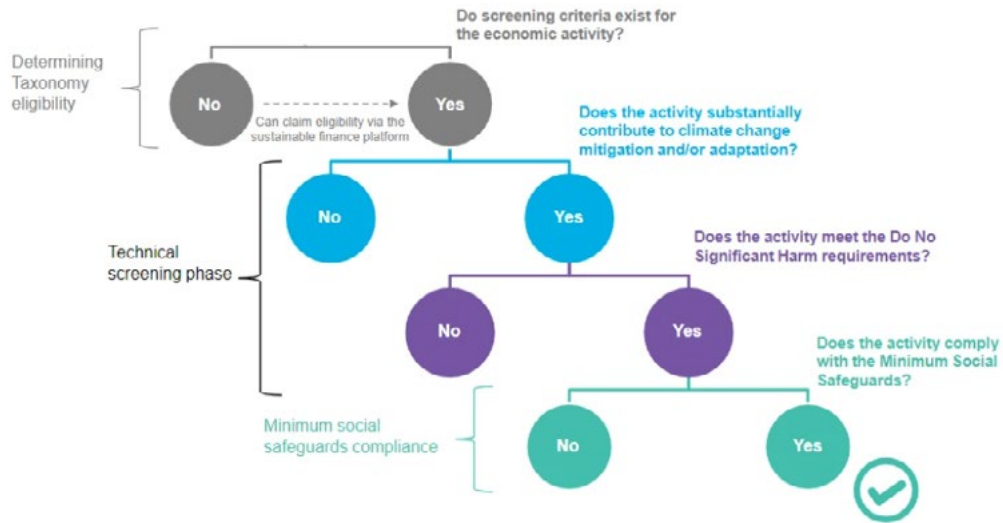 Do screening criteria exist for
the economic activity?
Determining
Taxonomy
eligibility
No
Yes
Can claim eligibility via the
sustainable finance platform
Does the activity substantially
contribute to climate change
mitigation and/or adaptation?
No
Yes
Technical
screening phase
Does the activity meet the Do No
Significant Harm requirements?
No
Yes
Does the activity comply
with the Minimum Social
Safeguards?
Minimum social
safeguards compliance
No
Yes